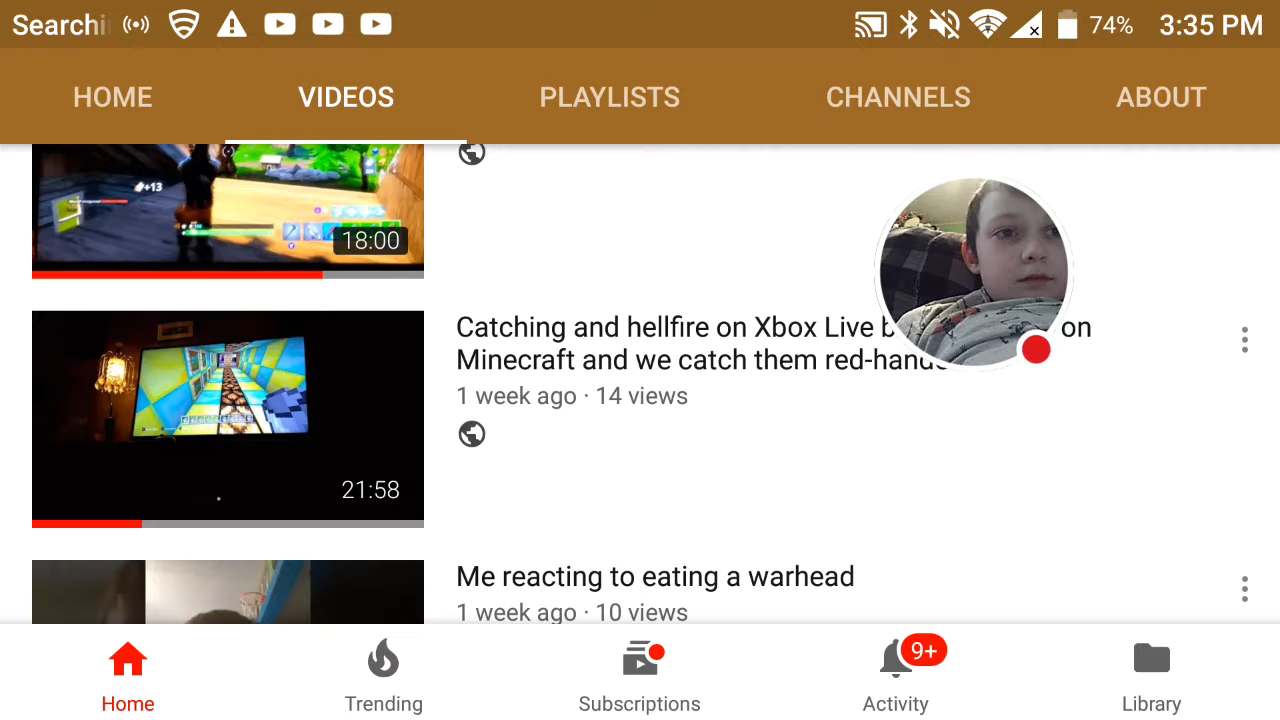 Searchi 74% 3:35 PM
HOME VIDEOS PLAYLISTS CHANNELS ABOUT
+13
18:00
Catching and hellfire on Xbox Live b on
Minecraft and we catch them red-hand
1 week ago · 14 views
21:58
Me reacting to eating a warhead
1 week ago · 10 views
9+
Home Trending Subscriptions Activity Library